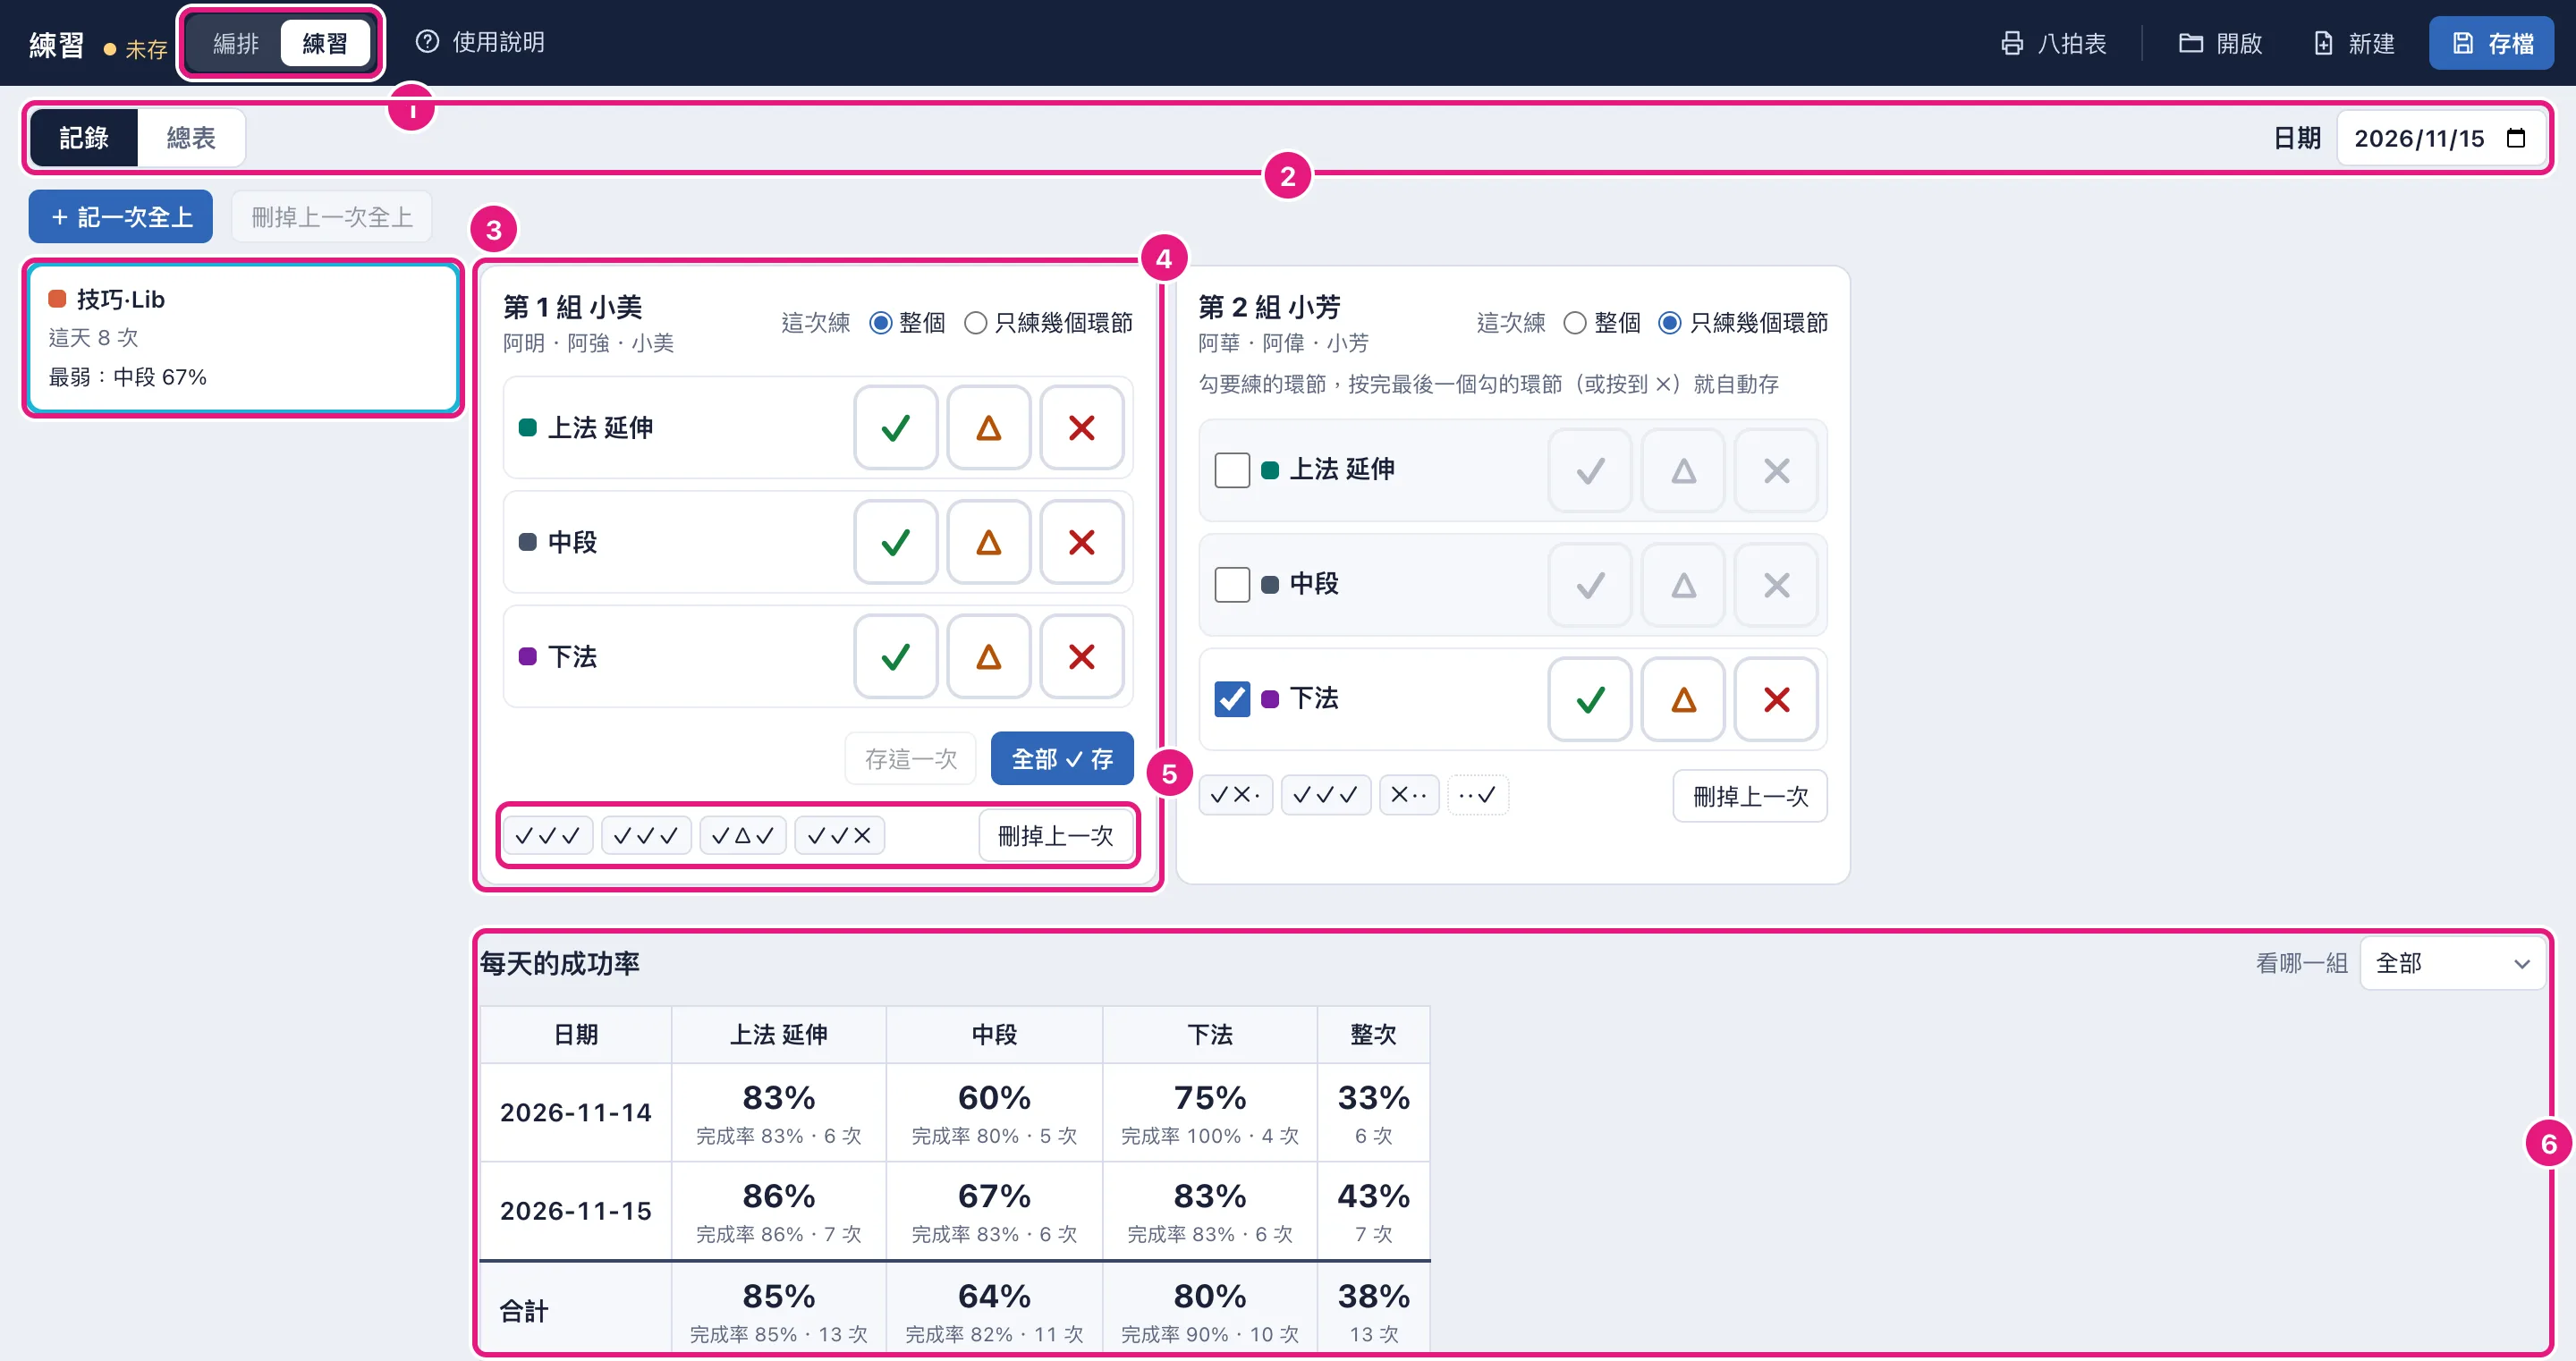 練習 未存 編排 練習 使用說明 八拍表 開啟 新建 存檔
1
記錄 總表 日期 2026/11/15
2
+ 記一次全上 刪掉上一次全上
3
4
技巧·Lib
這天 8 次
最弱：中段 67%
第 1 組 小美
阿明 · 阿強 · 小美
這次練 整個 只練幾個環節
上法 延伸 ✓ △ ✕
中段 ✓ △ ✕
下法 ✓ △ ✕
存這一次 全部 ✓ 存
5
✓✓✓ ✓✓✓ ✓△✓ ✓✓✕ 刪掉上一次
第 2 組 小芳
阿華 · 阿偉 · 小芳
這次練 整個 只練幾個環節
勾要練的環節，按完最後一個勾的環節（或按到 ✕）就自動存
上法 延伸 ✓ △ ✕
中段 ✓ △ ✕
下法 ✓ △ ✕
✓✕· ✓✓✓ ✕·· ··✓ 刪掉上一次
每天的成功率 看哪一組 全部
日期 上法 延伸 中段 下法 整次
2026-11-14 83% 60% 75% 33%
完成率 83% · 6 次 完成率 80% · 5 次 完成率 100% · 4 次 6 次
6
2026-11-15 86% 67% 83% 43%
完成率 86% · 7 次 完成率 83% · 6 次 完成率 83% · 6 次 7 次
合計 85% 64% 80% 38%
完成率 85% · 13 次 完成率 82% · 11 次 完成率 90% · 10 次 13 次